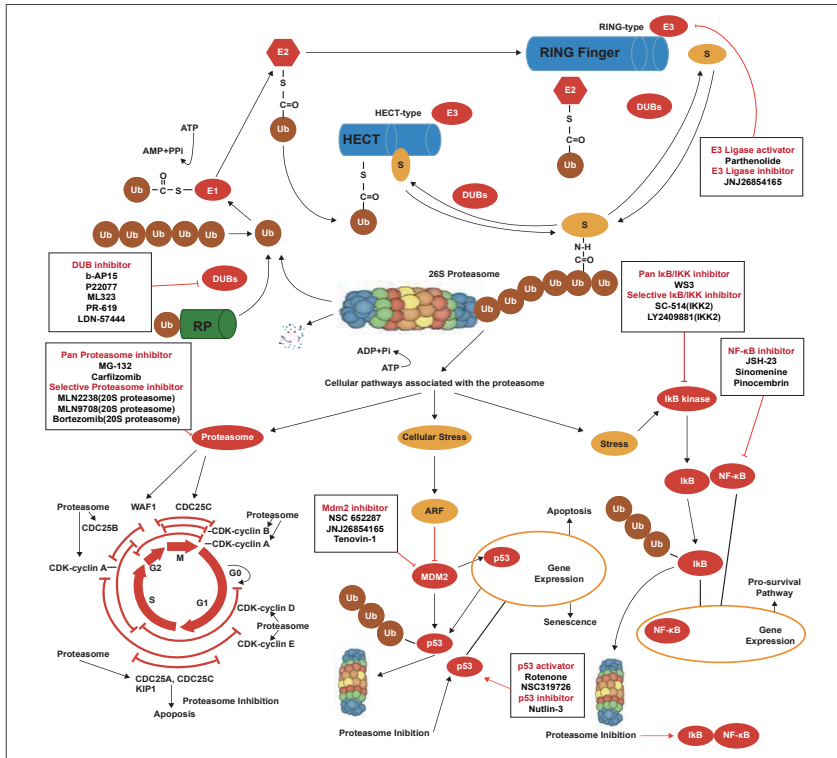 RING-type
E3
E2
RING Finger
S
S
C=O
Ub
E2
S
C=O
Ub
DUBs
HECT-type
E3
HECT
S
S
C=O
Ub
DUBs
E3 Ligase activator
Parthenolide
E3 Ligase inhibitor
JNJ26854165
ATP
AMP+PPi
Ub
O
C
S
E1
Ub
Ub
Ub
Ub
Ub
Ub
S
N-H
C=O
Ub
Ub
Ub
Ub
Ub
Ub
DUB inhibitor
b-AP15
P22077
ML323
PR-619
LDN-57444
DUBs
Ub
RP
26S Proteasome
Pan IκB/IKK inhibitor
WS3
Selective IκB/IKK inhibitor
SC-514(IKK2)
LY2409881(IKK2)
NF-κB inhibitor
JSH-23
Sinomenine
Pinocembrin
Pan Proteasome inhibitor
MG-132
Carfilzomib
Selective Proteasome inhibitor
MLN2238(20S proteasome)
MLN9708(20S proteasome)
Bortezomib(20S proteasome)
ADP+Pi
ATP
Cellular pathways associated with the proteasome
Proteasome
Cellular Stress
Stress
IkB kinase
IkB
NF-κB
Proteasome
CDC25B
WAF1
CDC25C
Proteasome
CDK-cyclin B
CDK-cyclin A
CDK-cyclin A
M
G2
G0
S
G1
CDK-cyclin D
Proteasome
CDK-cyclin E
Proteasome
CDC25A, CDC25C
KIP1
Proteasome Inhibition
Apoposis
ARF
Mdm2 inhibitor
NSC 652287
JNJ26854165
Tenovin-1
MDM2
Apoptosis
p53
Gene
Expression
Senescence
Ub
Ub
Ub
p53
p53
p53 activator
Rotenone
NSC319726
p53 inhibitor
Nutlin-3
Proteasome Inibition
Ub
Ub
Ub
IkB
Pro-survival
Pathway
NF-κB
Gene
Expression
Proteasome Inibition
IkB
NF-κB